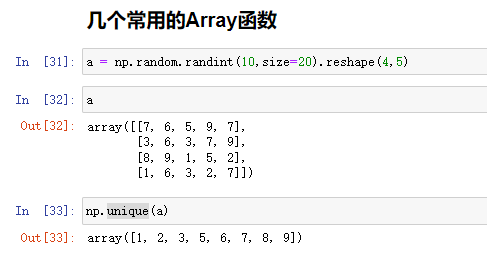 几个常用的Array函数
In [31]: a = np.random.randint(10,size=20).reshape(4,5)
In [32]: a
Out[32]: array([[7, 6, 5, 9, 7],
[3, 6, 3, 7, 9],
[8, 9, 1, 5, 2],
[1, 6, 3, 2, 7]])
In [33]: np.unique(a)
Out[33]: array([1, 2, 3, 5, 6, 7, 8, 9])